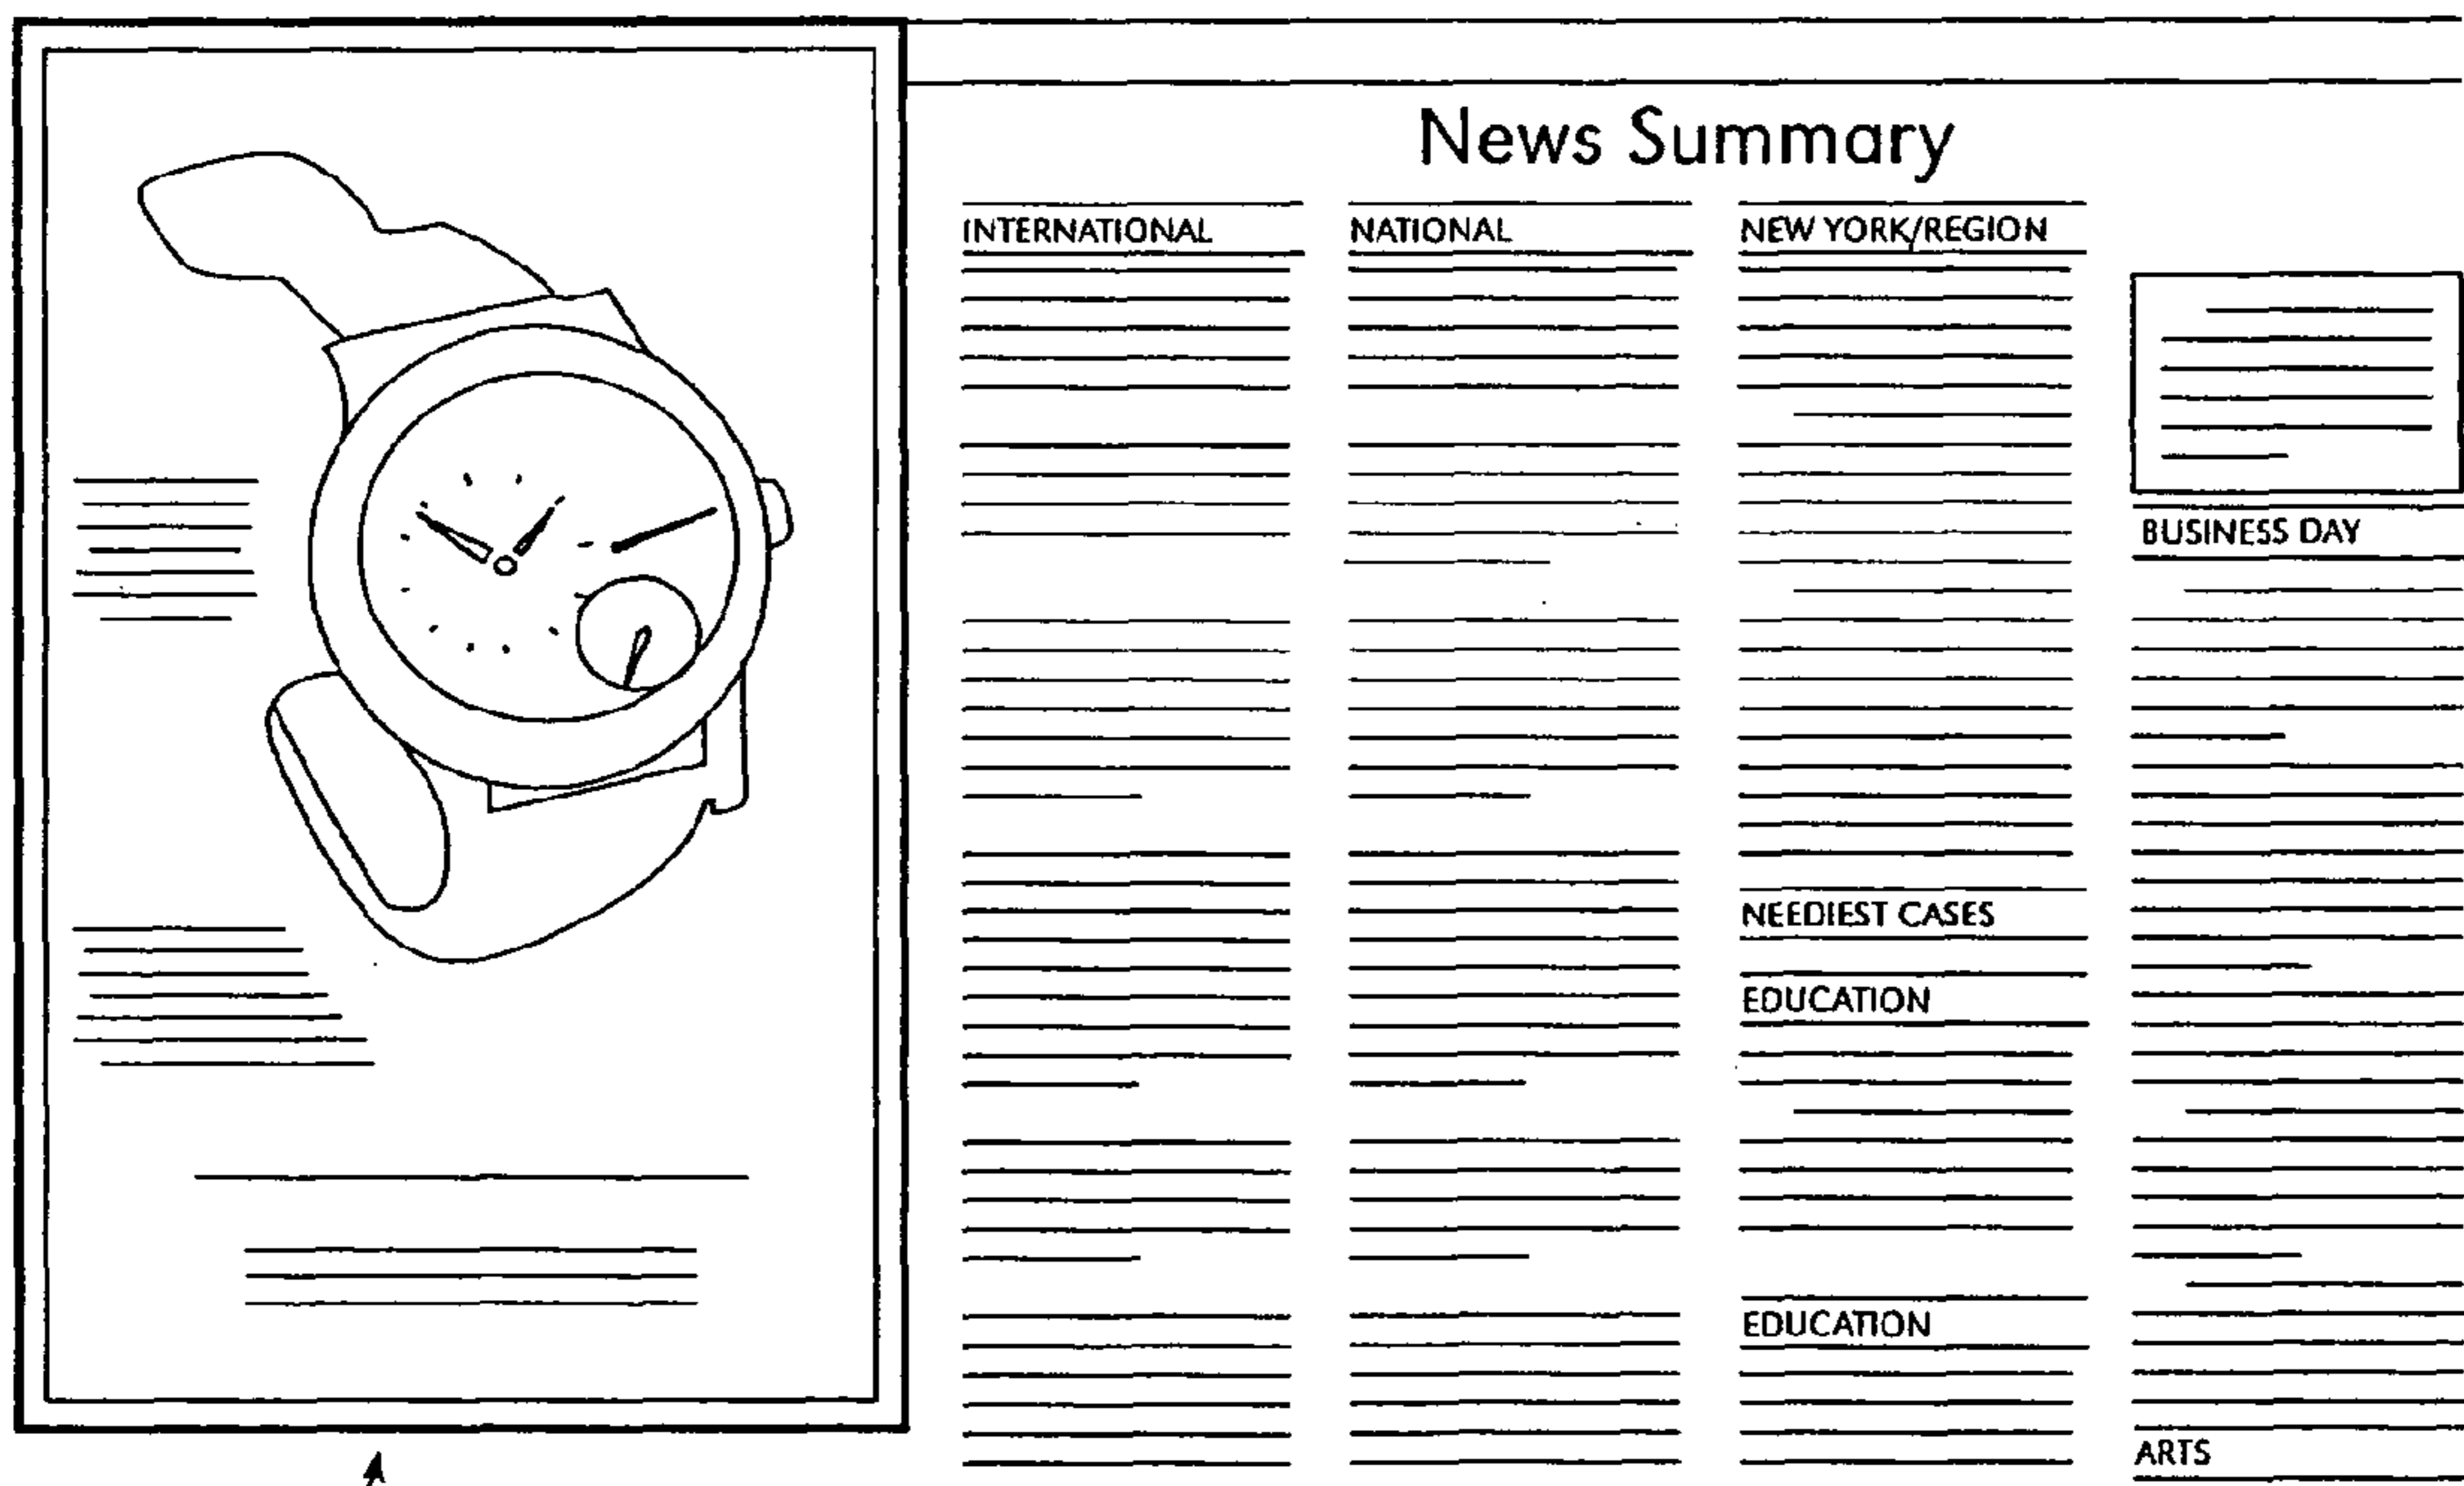 News Summary
INTERNATIONAL
NATIONAL
NEW YORK/REGION
NEEDIEST CASES
EDUCATION
EDUCATION
BUSINESS DAY
ARTS